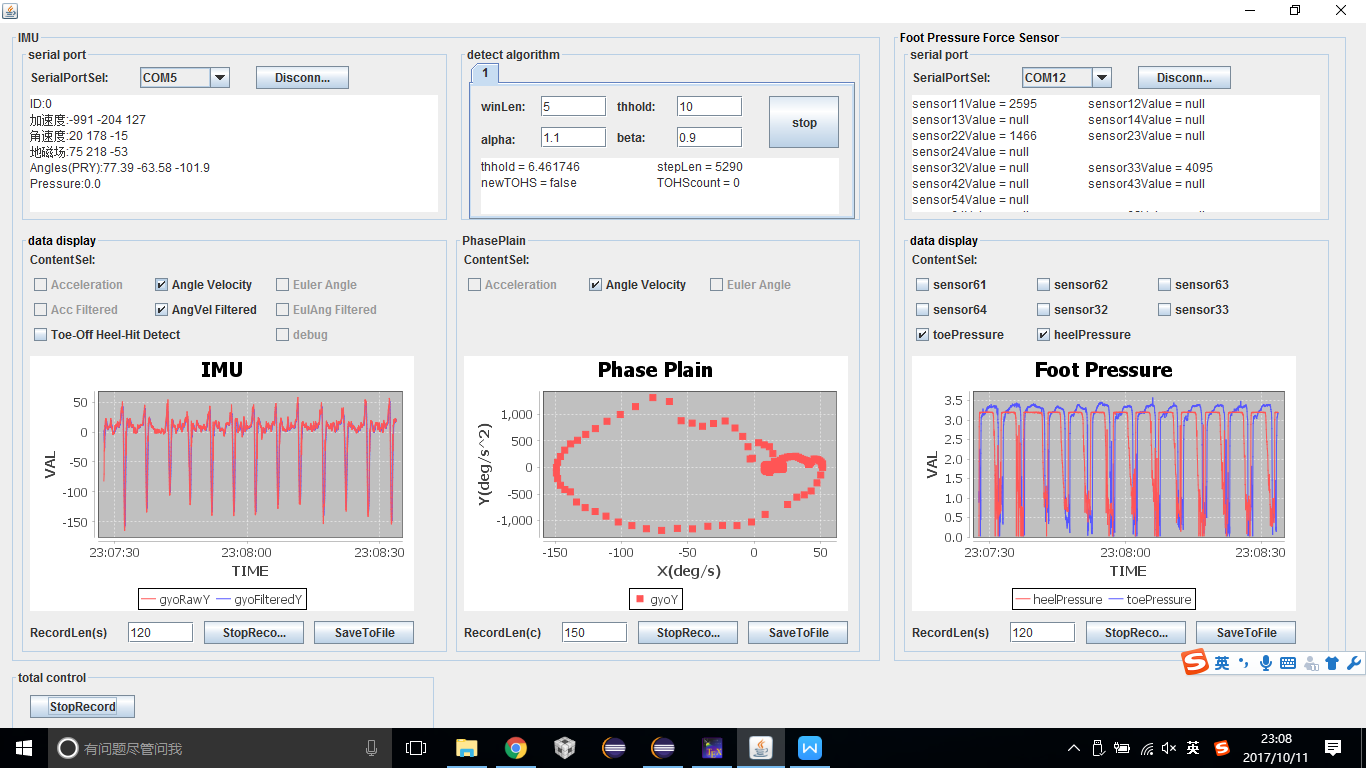 IMU
serial port
SerialPortSel: COM5 Disconn...
ID:0
加速度:-991 -204 127
角速度:20 178 -15
地磁场:75 218 -53
Angles(PRY):77.39 -63.58 -101.9
Pressure:0.0
detect algorithm
1
winLen: 5 thhold: 10
alpha: 1.1 beta: 0.9
stop
thhold = 6.461746 stepLen = 5290
newTOHS = false TOHScount = 0
Foot Pressure Force Sensor
serial port
SerialPortSel: COM12 Disconn...
sensor11Value = 2595 sensor12Value = null
sensor13Value = null sensor14Value = null
sensor22Value = 1466 sensor23Value = null
sensor24Value = null
sensor32Value = null sensor33Value = 4095
sensor42Value = null sensor43Value = null
sensor54Value = null
data display
ContentSel:
Acceleration Angle Velocity Euler Angle
Acc Filtered AngVel Filtered EulAng Filtered
Toe-Off Heel-Hit Detect debug
IMU
VAL
50
0
-50
-100
-150
23:07:30 23:08:00 23:08:30
TIME
gyoRawY gyoFilteredY
RecordLen(s) 120 StopReco... SaveToFile
PhasePlain
ContentSel:
Acceleration Angle Velocity Euler Angle
Phase Plain
Y(deg/s^2)
1,000
500
0
-500
-1,000
-150 -100 -50 0 50
X(deg/s)
gyoY
RecordLen(c) 150 StopReco... SaveToFile
data display
ContentSel:
sensor61 sensor62 sensor63
sensor64 sensor32 sensor33
toePressure heelPressure
Foot Pressure
VAL
3.5
3.0
2.5
2.0
1.5
1.0
0.5
0.0
23:07:30 23:08:00 23:08:30
TIME
heelPressure toePressure
RecordLen(s) 120 StopReco... SaveToFile
英
total control
StopRecord
有问题尽管问我
英
23:08
2017/10/11